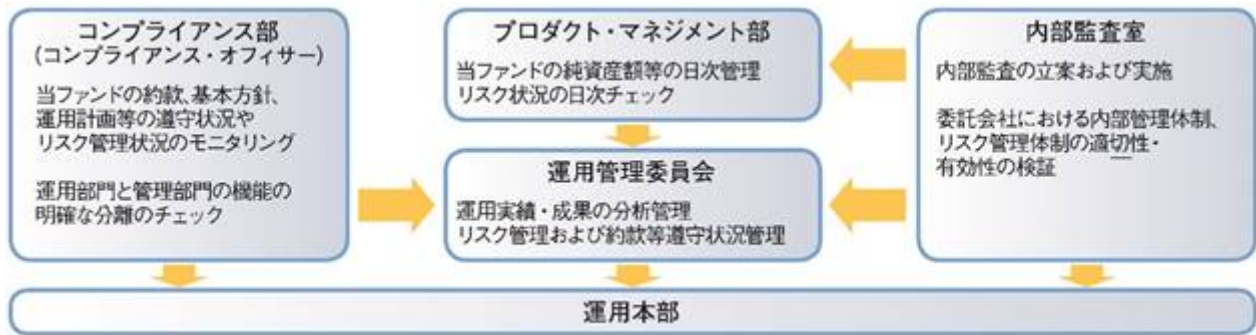 コンプライアンス部
(コンプライアンス・オフィサー)
当ファンドの約款、基本方針、
運用計画等の遵守状況や
リスク管理状況のモニタリング
運用部門と管理部門の機能の
明確な分離のチェック
プロダクト・マネジメント部
当ファンドの純資産額等の日次管理
リスク状況の日次チェック
運用管理委員会
運用実績・成果の分析管理
リスク管理および約款等遵守状況管理
内部監査室
内部監査の立案および実施
委託会社における内部管理体制、
リスク管理体制の適切性・
有効性の検証
運用本部